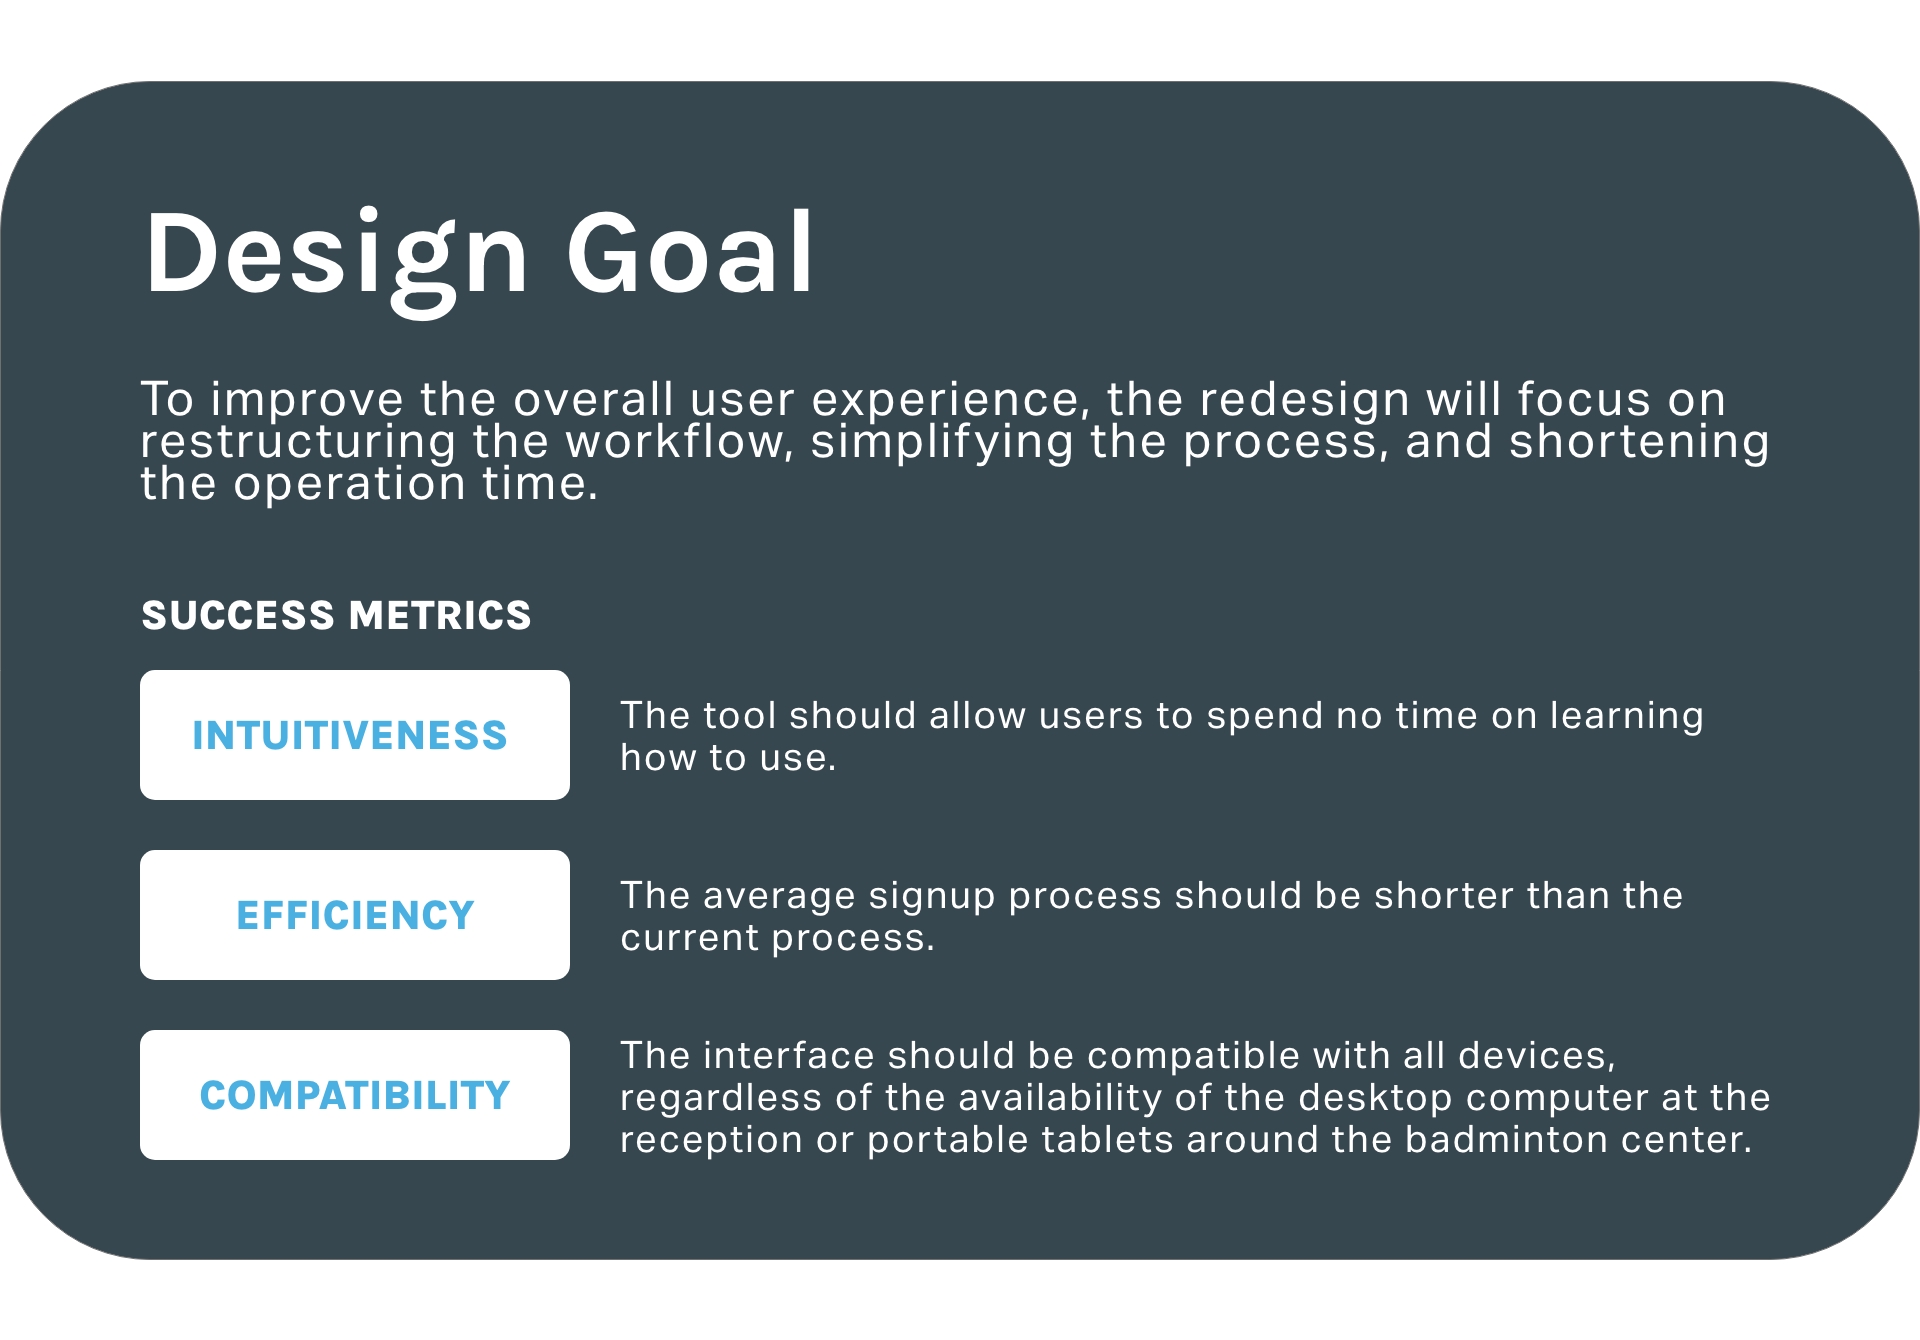 Design Goal
To improve the overall user experience, the redesign will focus on
restructuring the workflow, simplifying the process, and shortening
the operation time.
SUCCESS METRICS
INTUITIVENESS
The tool should allow users to spend no time on learning
how to use.
EFFICIENCY
The average signup process should be shorter than the
current process.
COMPATIBILITY
The interface should be compatible with all devices,
regardless of the availability of the desktop computer at the
reception or portable tablets around the badminton center.